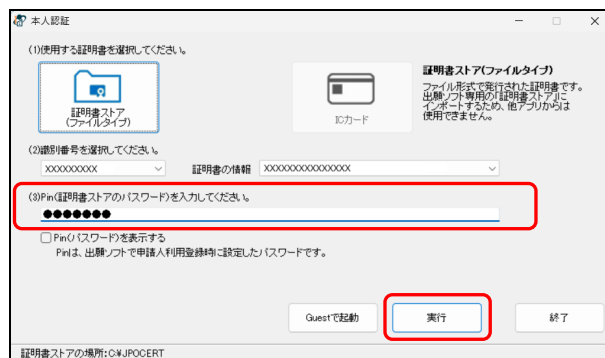 本人認証
(1)使用する証明書を選択してください。
証明書ストア
(ファイルタイプ)
ICカード
証明書ストア(ファイルタイプ)
ファイル形式で発行された証明書です。
出願ソフト専用の「証明書ストア」に
インポートするため、他アプリからは
使用できません。
(2)識別番号を選択してください。
XXXXXXXXX
証明書の情報
XXXXXXXXXXXXXXX
(3)Pin(証明書ストアのパスワード)を入力してください。
●●●●●●●
Pin(パスワード)を表示する
Pinは、出願ソフトで申請人利用登録時に設定したパスワードです。
Guestで起動
実行
終了
証明書ストアの場所:C:¥JPOCERT